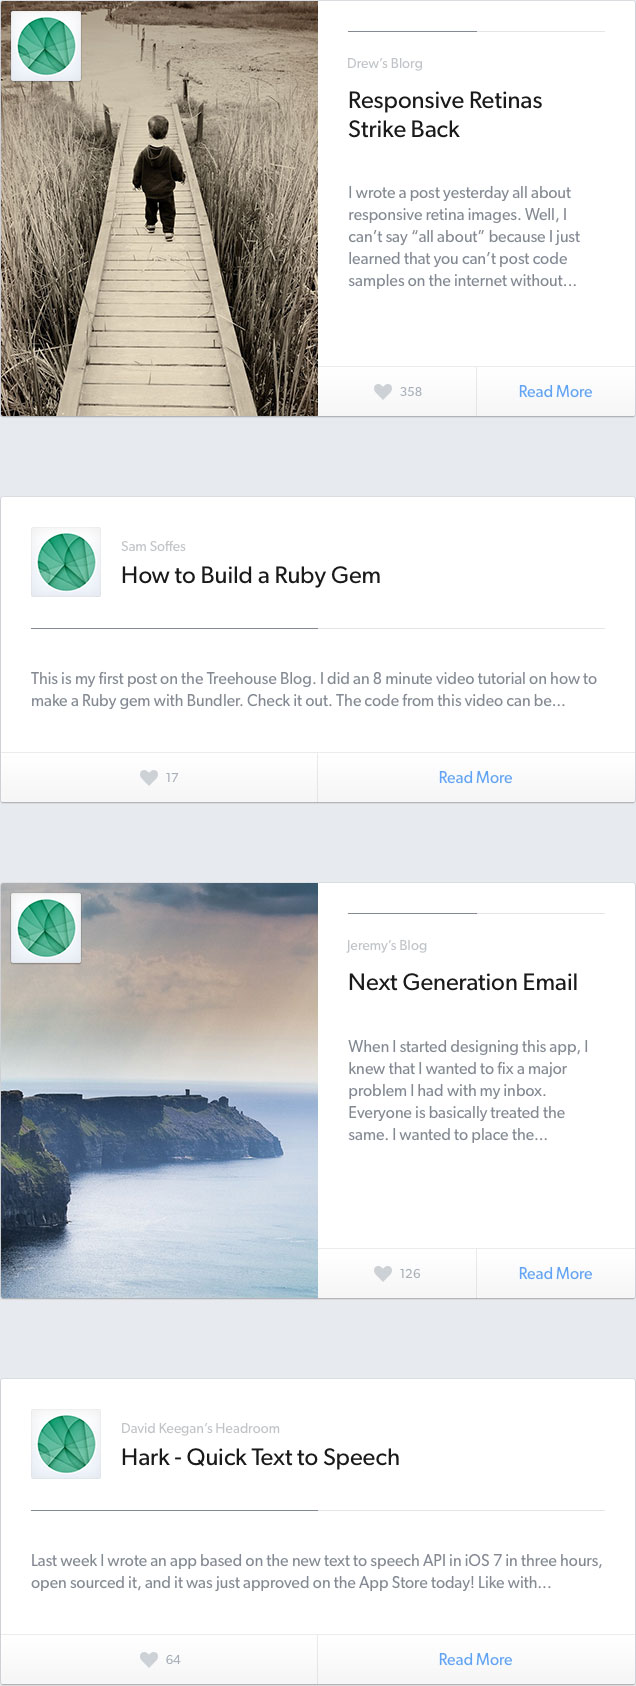 Drew's Blorg
Responsive Retinas
Strike Back
I wrote a post yesterday all about
responsive retina images. Well, I
can't say “all about” because I just
learned that you can't post code
samples on the internet without...
358
Read More
Sam Soffes
How to Build a Ruby Gem
This is my first post on the Treehouse Blog. I did an 8 minute video tutorial on how to
make a Ruby gem with Bundler. Check it out. The code from this video can be...
17
Read More
Jeremy's Blog
Next Generation Email
When I started designing this app, I
knew that I wanted to fix a major
problem I had with my inbox.
Everyone is basically treated the
same. I wanted to place the...
126
Read More
David Keegan's Headroom
Hark - Quick Text to Speech
Last week I wrote an app based on the new text to speech API in iOS 7 in three hours,
open sourced it, and it was just approved on the App Store today! Like with...
64
Read More